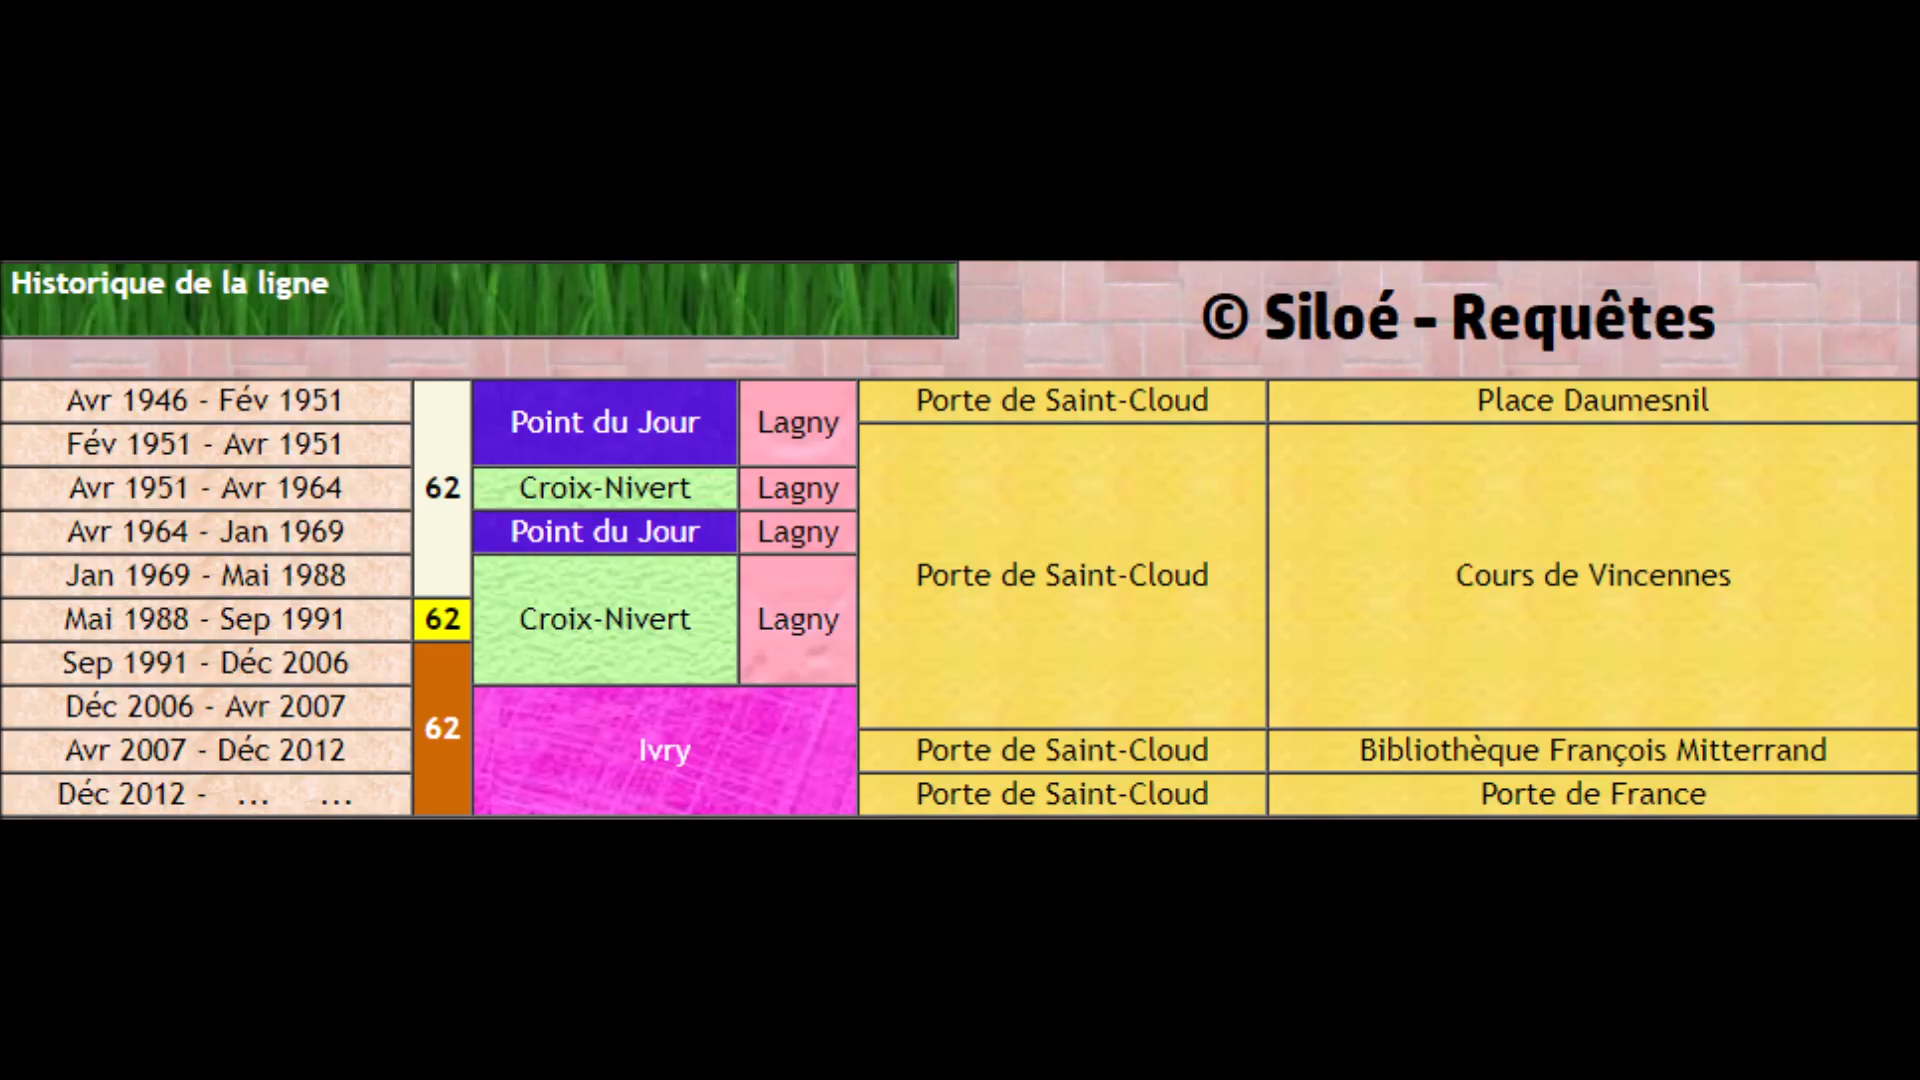 Historique de la ligne
© Siloé - Requêtes
Avr 1946 - Fév 1951
Fév 1951 - Avr 1951
Avr 1951 - Avr 1964
Avr 1964 - Jan 1969
Jan 1969 - Mai 1988
Mai 1988 - Sep 1991
Sep 1991 - Déc 2006
Déc 2006 - Avr 2007
Avr 2007 - Déc 2012
Déc 2012 - ... ...
62
62
62
Point du Jour
Croix-Nivert
Point du Jour
Croix-Nivert
Lagny
Lagny
Lagny
Lagny
Ivry
Porte de Saint-Cloud
Porte de Saint-Cloud
Porte de Saint-Cloud
Porte de Saint-Cloud
Place Daumesnil
Cours de Vincennes
Bibliothèque François Mitterrand
Porte de France